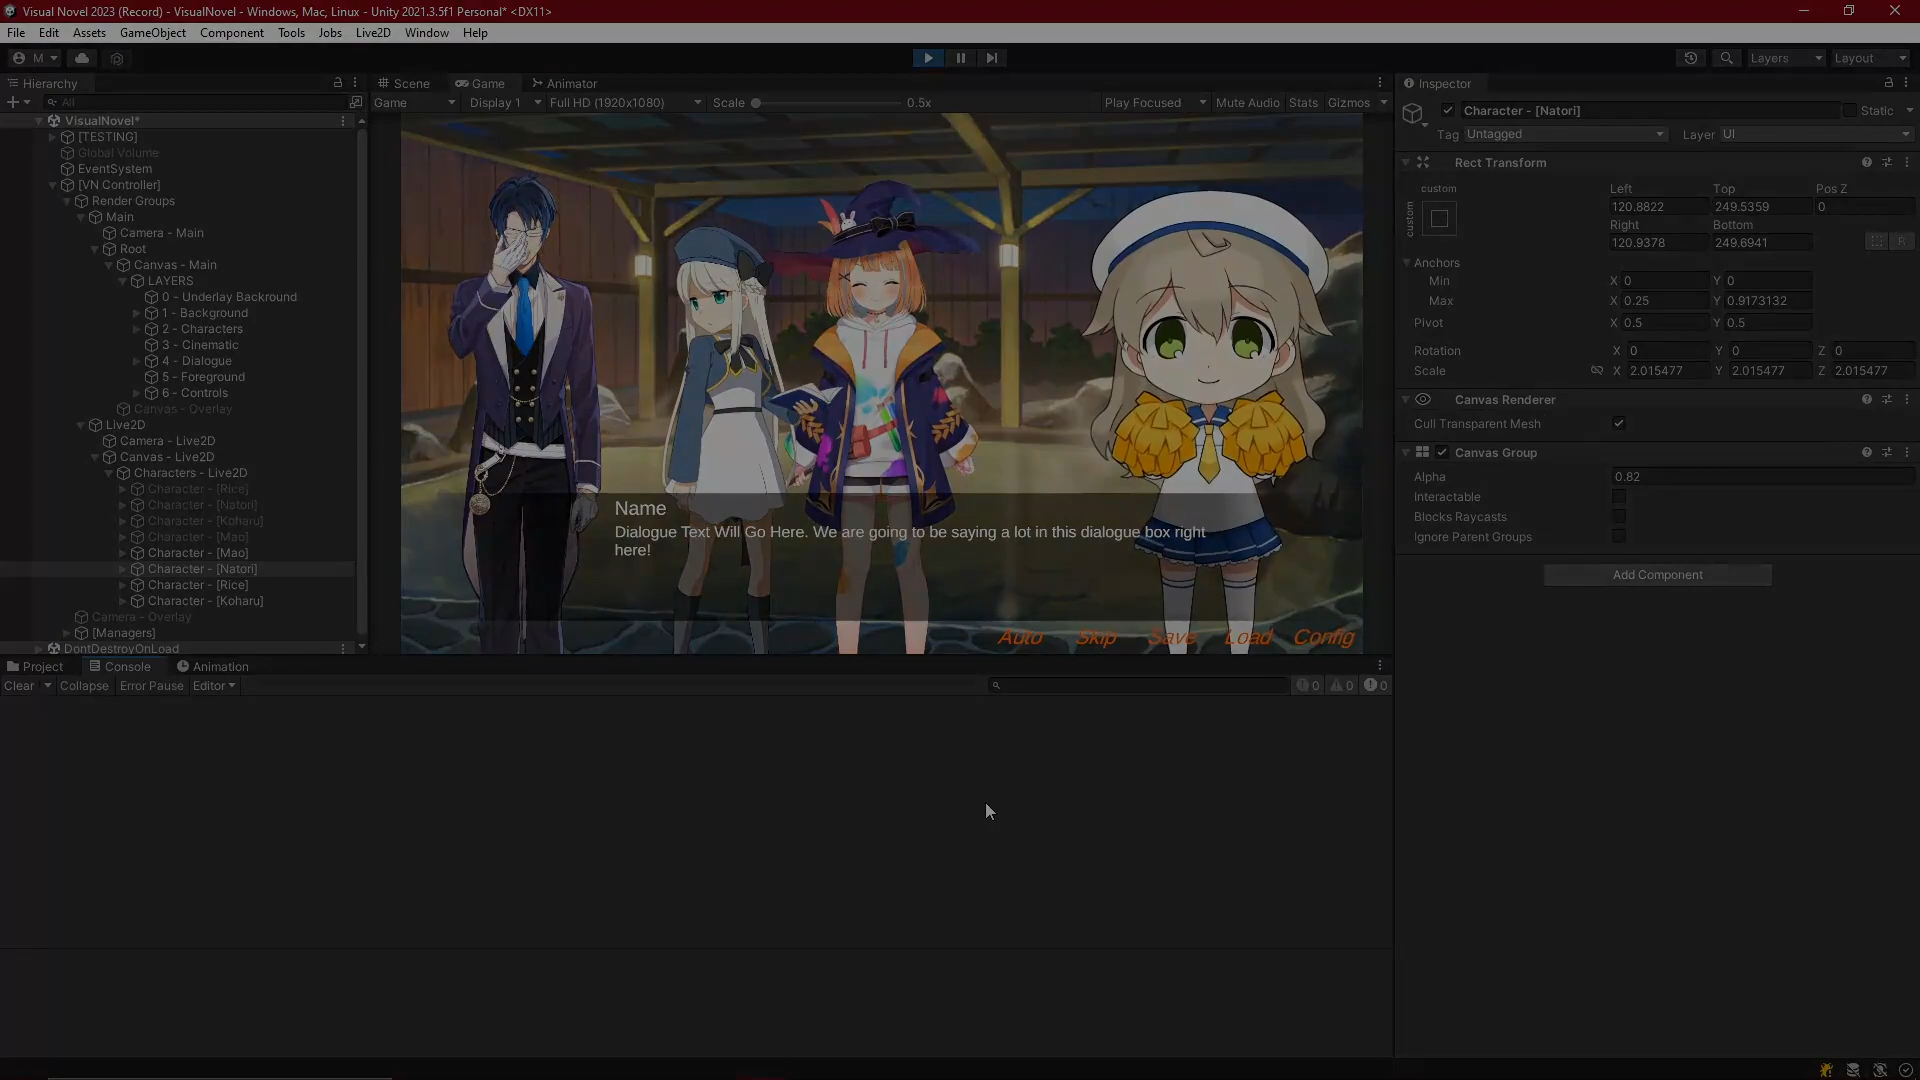 Visual Novel 2023 (Record) - VisualNovel - Windows, Mac, Linux - Unity 2021.3.5f1 Personal* <DX11>
File Edit Assets GameObject Component Tools Jobs Live2D Window Help
M Layers Layout
Hierarchy
All
VisualNovel*
[TESTING]
Global Volume
EventSystem
[VN Controller]
Render Groups
Main
Camera - Main
Root
Canvas - Main
LAYERS
0 - Underlay Backround
1 - Background
2 - Characters
3 - Cinematic
4 - Dialogue
5 - Foreground
6 - Controls
Canvas - Overlay
Live2D
Camera - Live2D
Canvas - Live2D
Characters - Live2D
Character - [Rice]
Character - [Natori]
Character - [Koharu]
Character - [Mao]
Character - [Mao]
Character - [Natori]
Character - [Rice]
Character - [Koharu]
Camera - Overlay
[Managers]
DontDestroyOnLoad
Scene Game Animator
Game Display 1 Full HD (1920x1080) Scale 0.5x Play Focused Mute Audio Stats Gizmos
Name
Dialogue Text Will Go Here. We are going to be saying a lot in this dialogue box right
here!
Auto Skip Save Load Config
Project Console Animation
Clear Collapse Error Pause Editor 0 0 0
Inspector
Character - [Natori] Static
Tag Untagged Layer UI
Rect Transform
custom
custom
Left Top Pos Z
120.8822 249.5359 0
Right Bottom
120.9378 249.6941 R
Anchors
Min X 0 Y 0
Max X 0.25 Y 0.9173132
Pivot X 0.5 Y 0.5
Rotation X 0 Y 0 Z 0
Scale X 2.015477 Y 2.015477 Z 2.015477
Canvas Renderer
Cull Transparent Mesh
Canvas Group
Alpha 0.82
Interactable
Blocks Raycasts
Ignore Parent Groups
Add Component